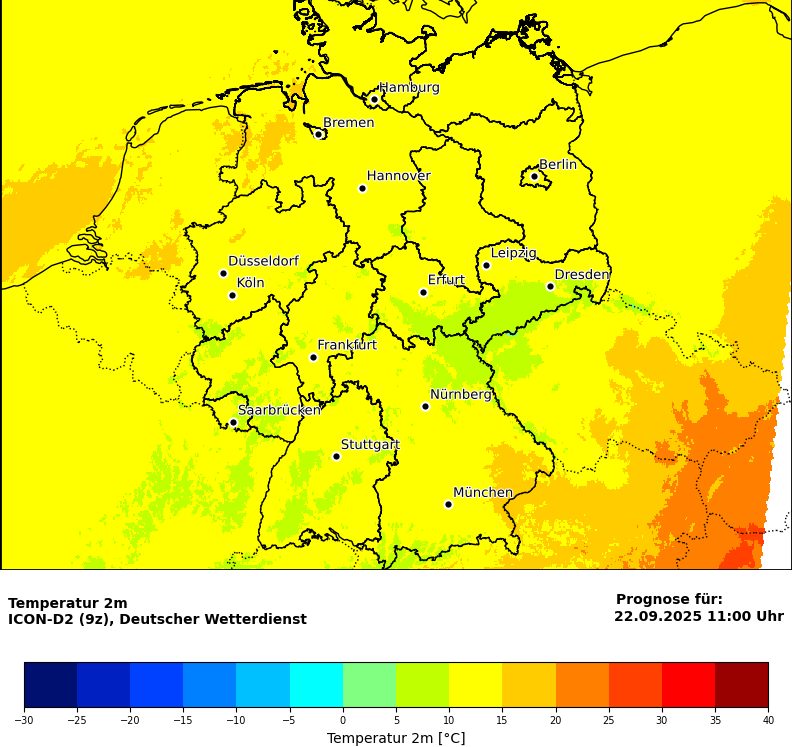 Hamburg
Bremen
Berlin
Hannover
Leipzig
Düsseldorf
Dresden
Köln
Erfurt
Frankfurt
Nürnberg
Saarbrücken
Stuttgart
München
Temperatur 2m
ICON-D2 (9z), Deutscher Wetterdienst
Prognose für:
22.09.2025 11:00 Uhr
−30 −25 −20 −15 −10 −5 0 5 10 15 20 25 30 35 40
Temperatur 2m [°C]